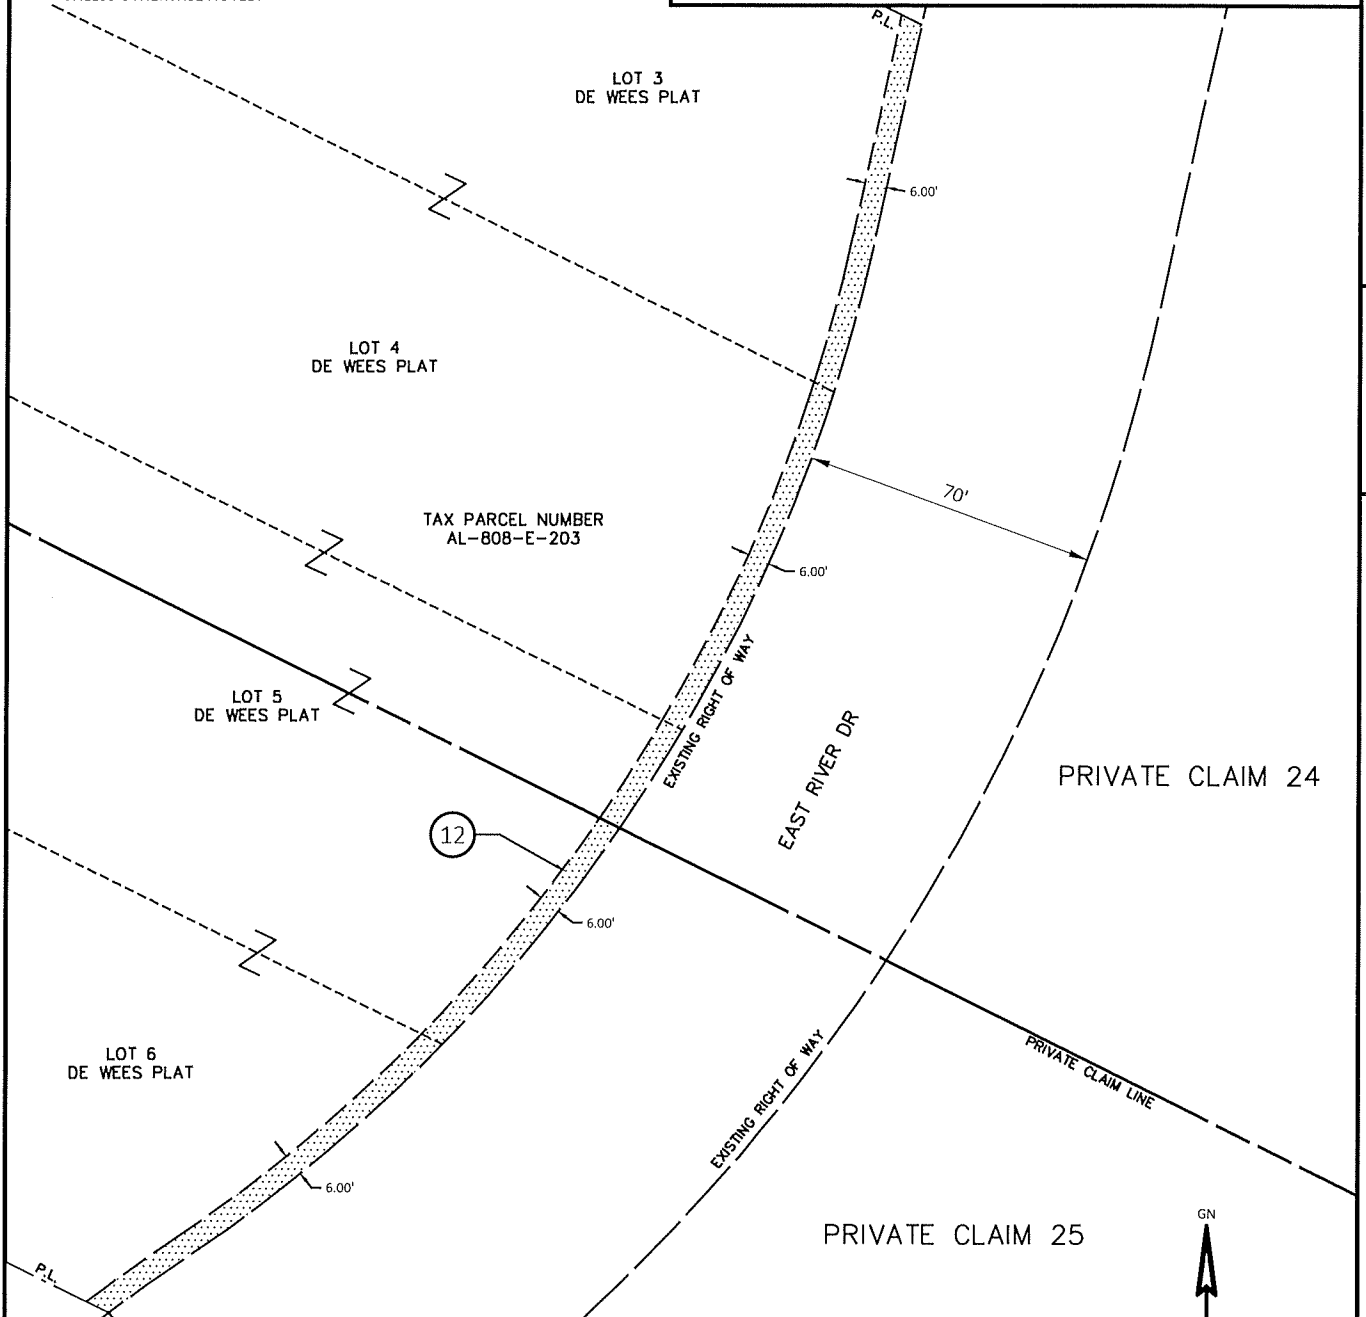 P.L.
LOT 3
DE WEES PLAT
6.00'
LOT 4
DE WEES PLAT
70'
TAX PARCEL NUMBER
AL-808-E-203
6.00'
EXISTING RIGHT OF WAY
LOT 5
DE WEES PLAT
EAST RIVER DR
PRIVATE CLAIM 24
12
6.00'
LOT 6
DE WEES PLAT
EXISTING RIGHT OF WAY
PRIVATE CLAIM LINE
6.00'
GN
PRIVATE CLAIM 25
P.L.